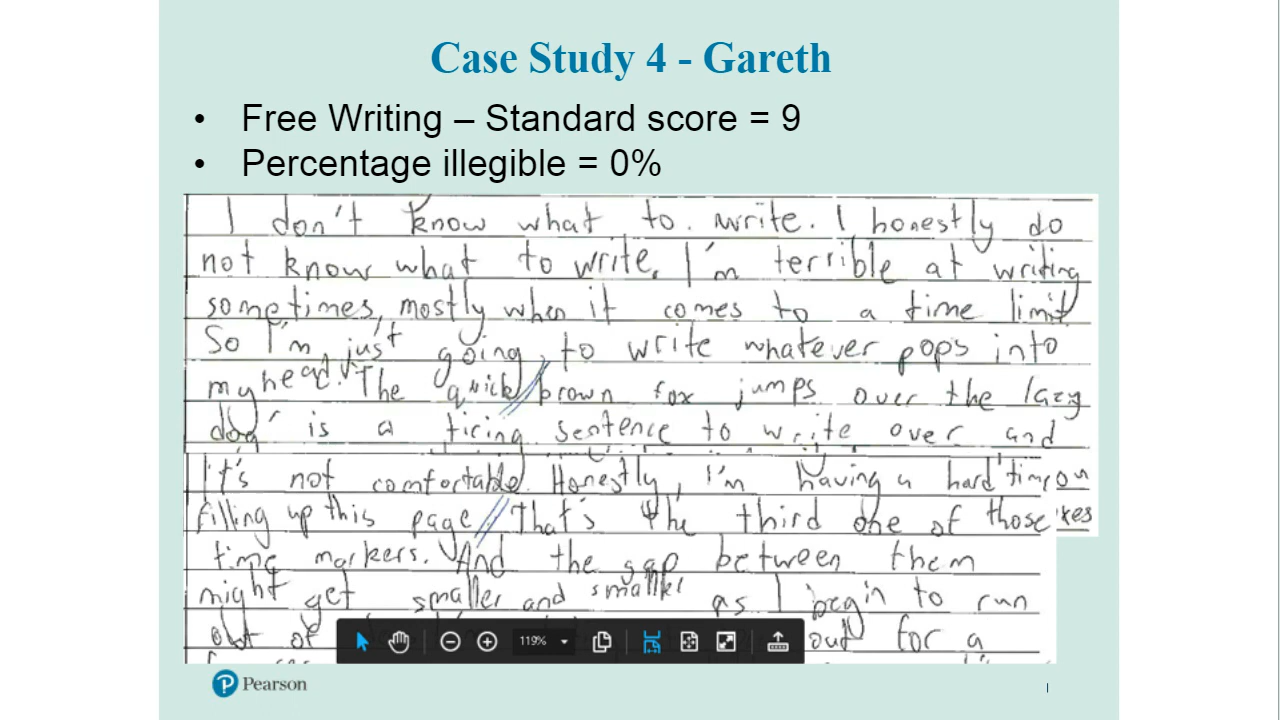 Case Study 4 - Gareth
• Free Writing – Standard score = 9
• Percentage illegible = 0%
I don't know what to. write. I honestly do
not know what to write. I'm terrible at writing
sometimes, mostly when it comes to a time limit
So I'm just going to write whatever pops into
my head. The quick brown fox jumps over the lazy
dog' is a tiring sentence to write over and
It's not comfortable. Honestly, I'm having a hard time on
filling up this page. That's the third one of those xes
time markers. And the gap between them
might get smaller and smaller as I begin to run
out of out for a
119%
Pearson